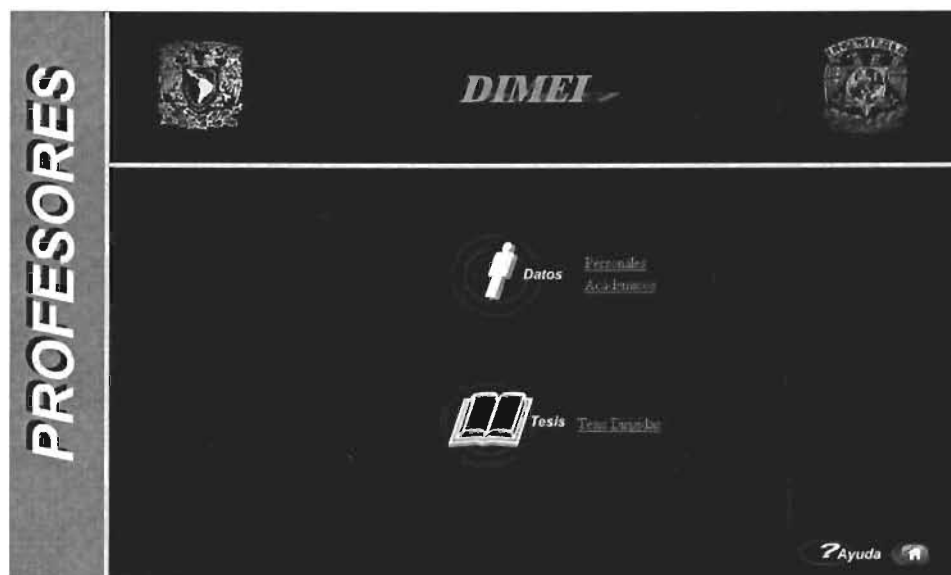 PROFESORES
DIMEI
Datos
Personales
Académicos
Tesis
Tesis Dirigidas
?Ayuda